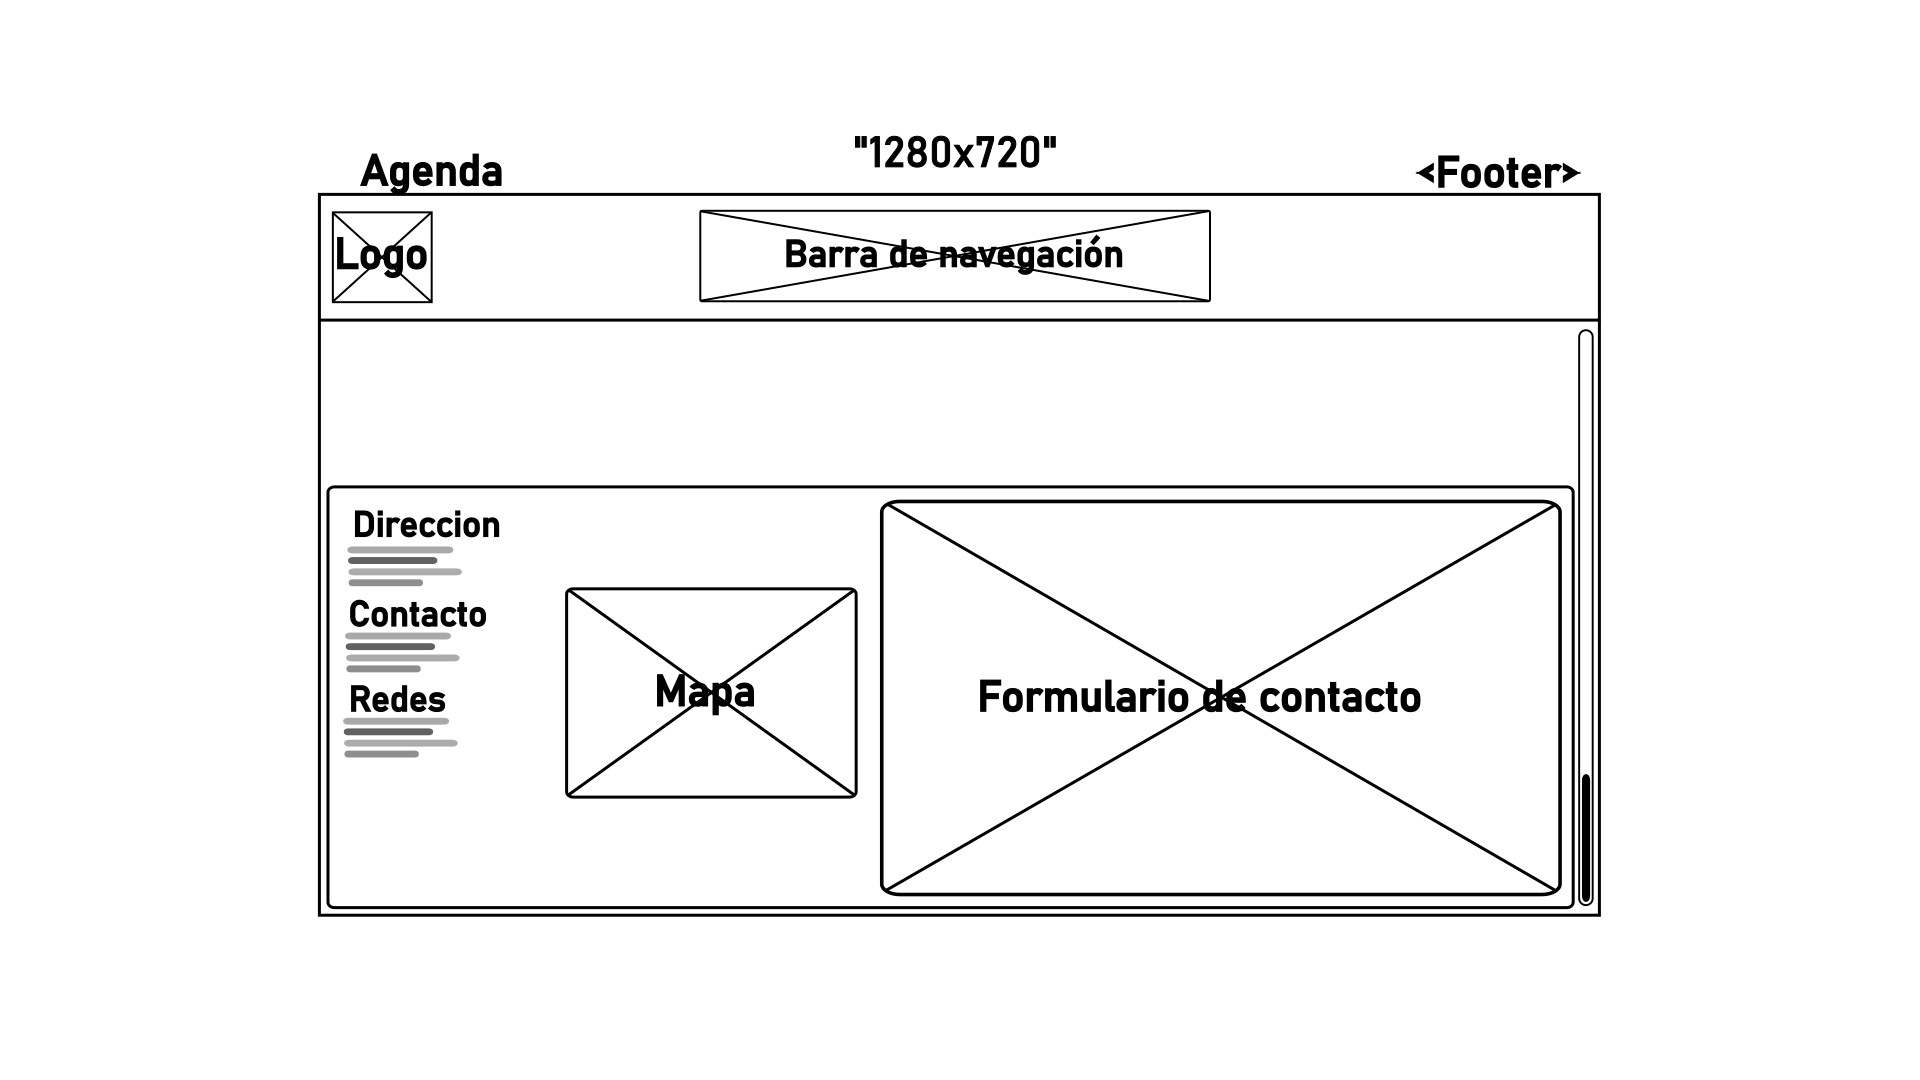 "1280x720"
Agenda
<Footer>
Logo
Barra de navegación
Direccion
Contacto
Redes
Mapa
Formulario de contacto